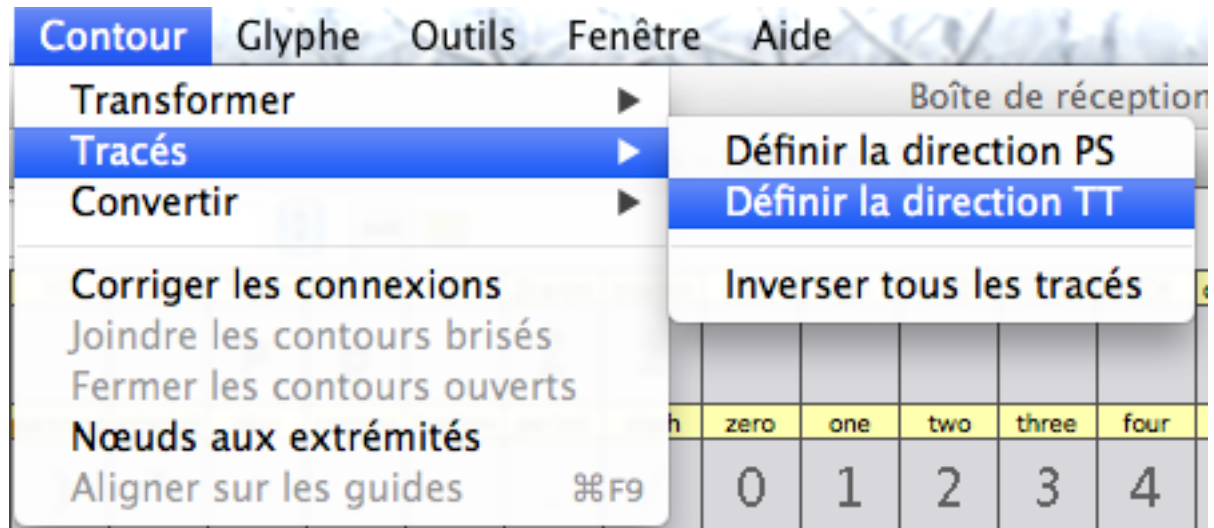 Contour Glyphe Outils Fenêtre Aide
Boîte de réception
Transformer
Tracés
Convertir
Définir la direction PS
Définir la direction TT
Inverser tous les tracés
Corriger les connexions
Joindre les contours brisés
Fermer les contours ouverts
Nœuds aux extrémités
Aligner sur les guides ⌘F9
h zero one two three four
0 1 2 3 4